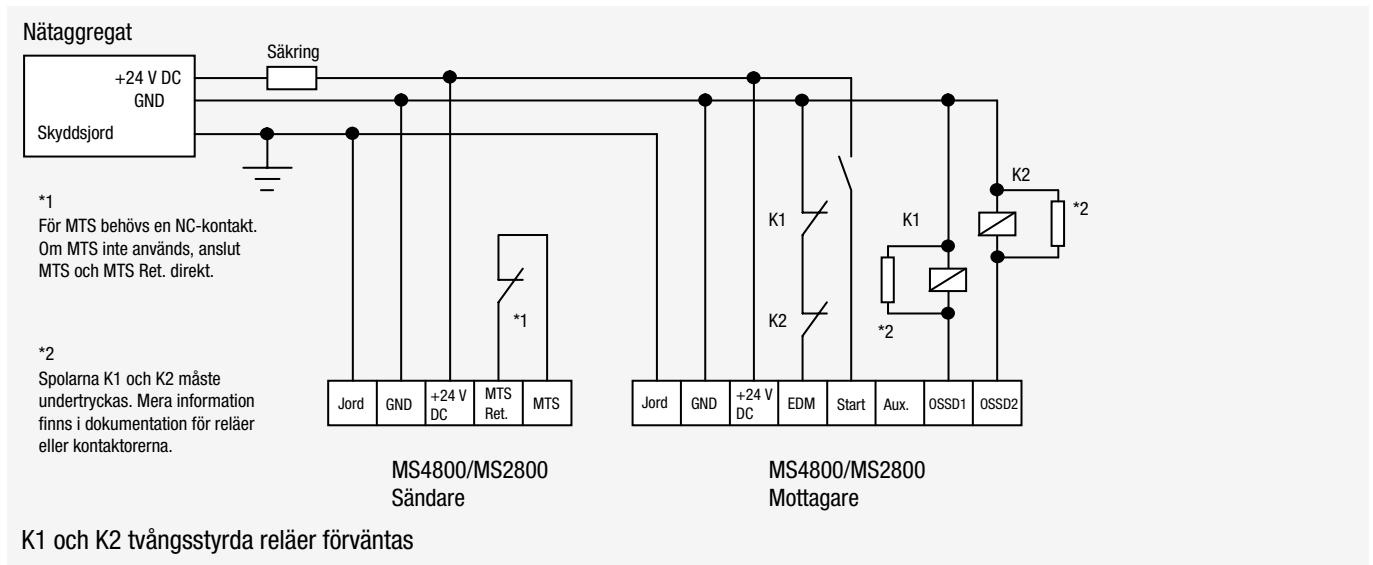 Nätaggregat
Säkring
+24 V DC
GND
Skyddsjord
*1
För MTS behövs en NC-kontakt.
Om MTS inte används, anslut
MTS och MTS Ret. direkt.
*2
Spolarna K1 och K2 måste
undertryckas. Mera information
finns i dokumentation för reläer
eller kontaktorerna.
*1
K1
K2
K1
*2
K2
*2
Jord
GND
+24 V
DC
MTS
Ret.
MTS
Jord
GND
+24 V
DC
EDM
Start
Aux.
OSSD1
OSSD2
MS4800/MS2800
Sändare
MS4800/MS2800
Mottagare
K1 och K2 tvångsstyrda reläer förväntas